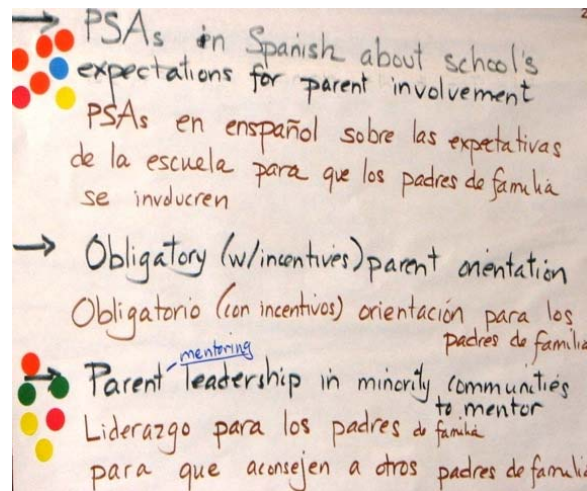 2
→ PSAs in Spanish about school's
expectations for parent involvement
PSAs en enspañol sobre las expectativas
de la escuela para que los padres de familia
se involucren
→ Obligatory (w/incentives) parent orientation
Obligatorio (con incentivos) orientación para los
padres de familia
mentoring
→ Parent leadership in minority communities
to mentor
Liderazgo para los padres de familia
para que aconsejen a otros padres de familia